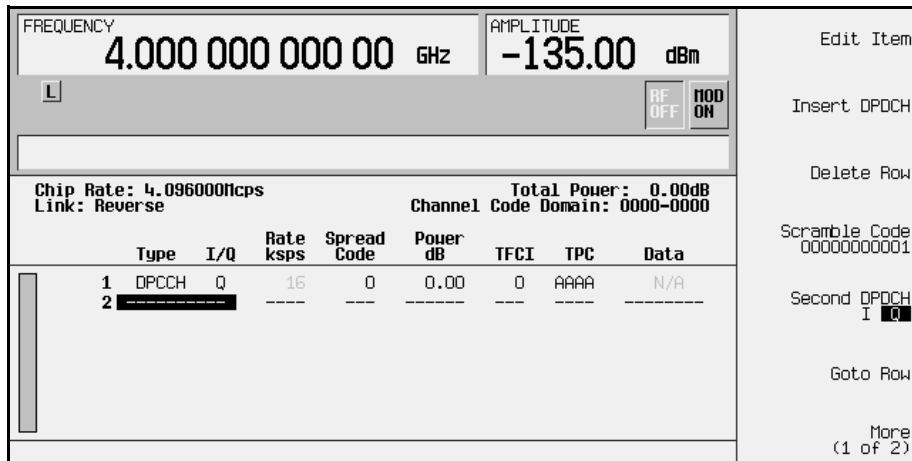 FREQUENCY
4.000 000 000 00 GHz
AMPLITUDE
-135.00 dBm
L
RF OFF
MOD ON
Chip Rate: 4.096000Mcps
Total Power: 0.00dB
Link: Reverse
Channel Code Domain: 0000-0000
Type I/Q Rate ksps Spread Code Power dB TFCI TPC Data
1 DPCCH Q 16 0 0.00 0 AAAA N/A
2 ---------- ---- --- ------ --- ---- --------
Edit Item
Insert DPDCH
Delete Row
Scramble Code
00000000001
Second DPDCH
I Q
Goto Row
More
(1 of 2)